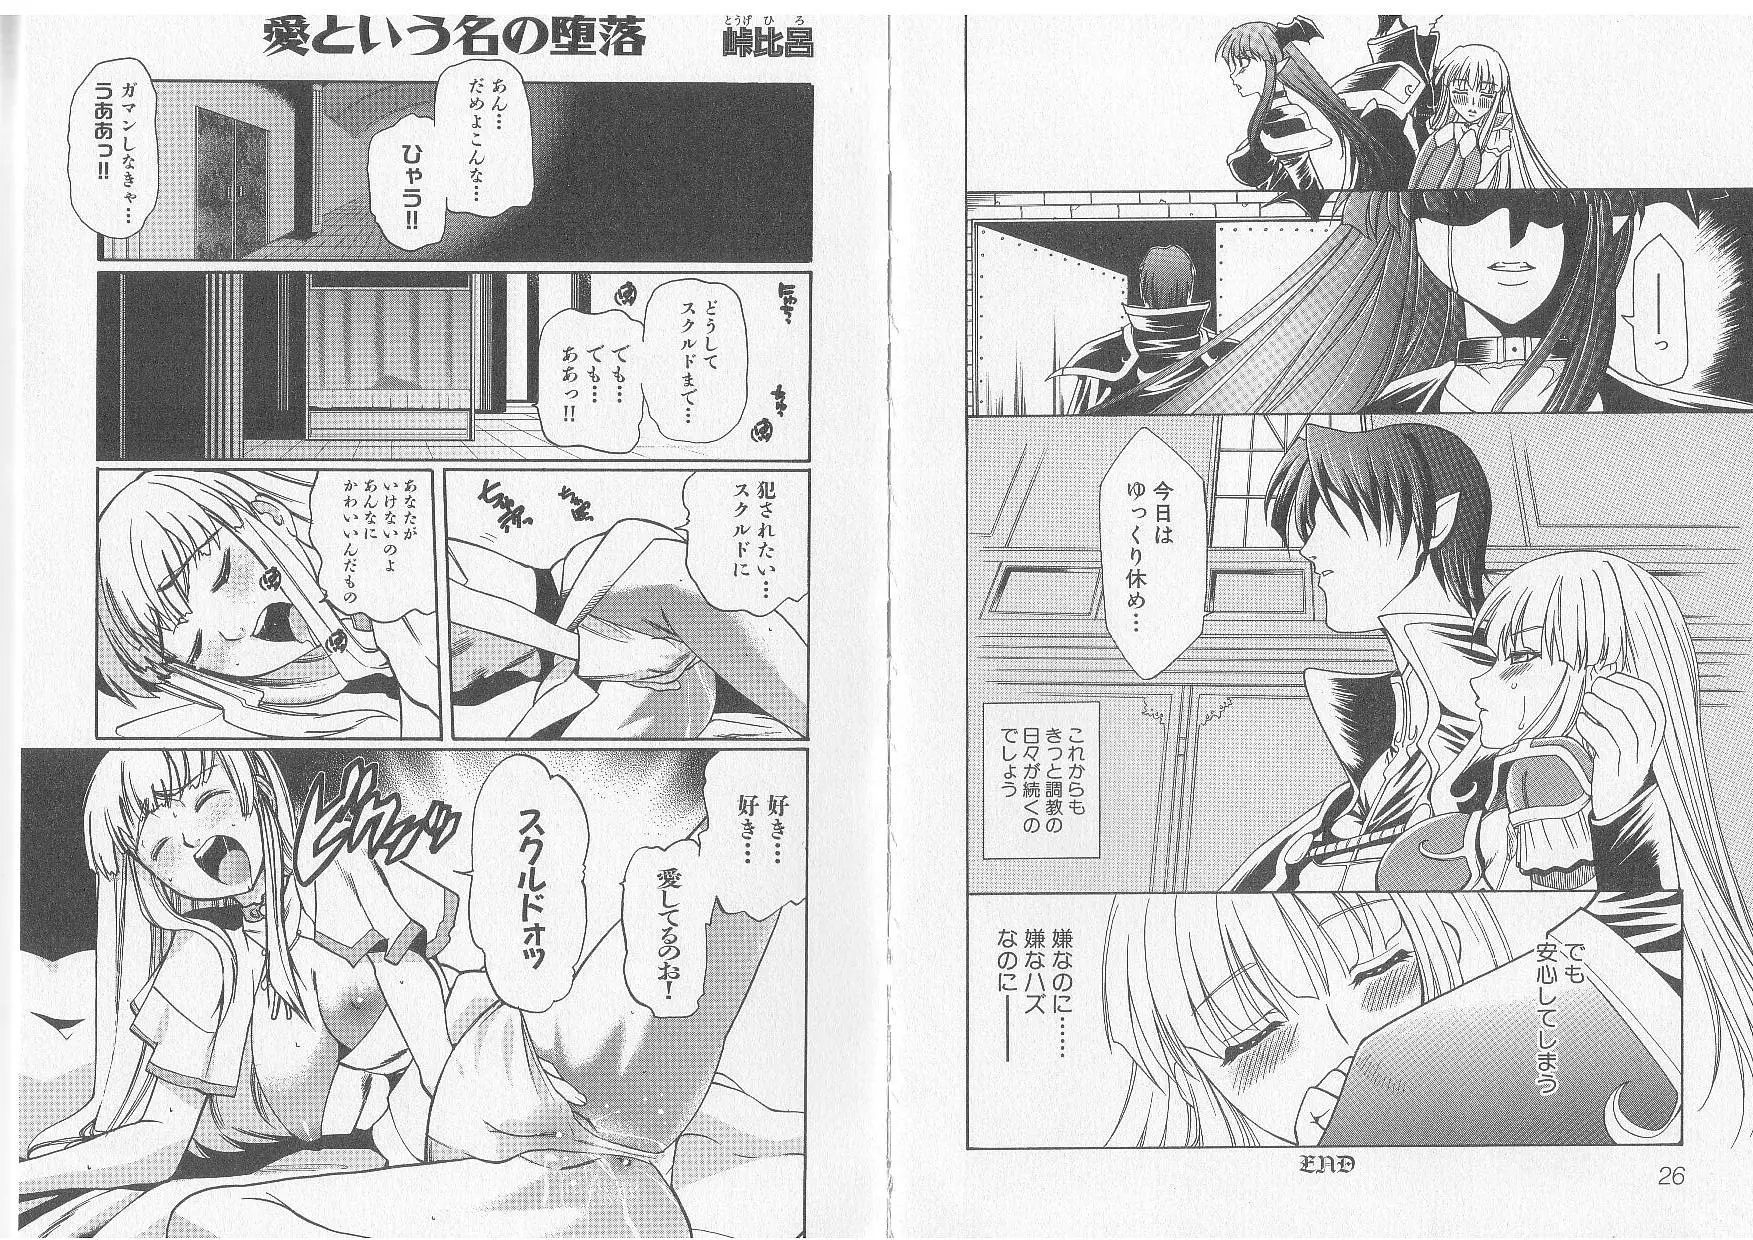 ──っ
今日は
ゆっくり休め…
これからも
きっと調教の
日々が続くの
でしょう
でも
安心してしまう
嫌なのに……
嫌なハズ
なのに──
END
26
愛という名の堕落
とうげひろ
峠比呂
あん…
だめよこんな…
ひゃう!!
ガマンしなきゃ…
うああっ!!
どうして
スクルドまで…
でも…
でも…
ああっ!!
犯されたい…
スクルドに
あなたが
いけないのよ
あんなに
かわいいんだもの
好き…
好き…
愛してるのお!
スクルドォッ